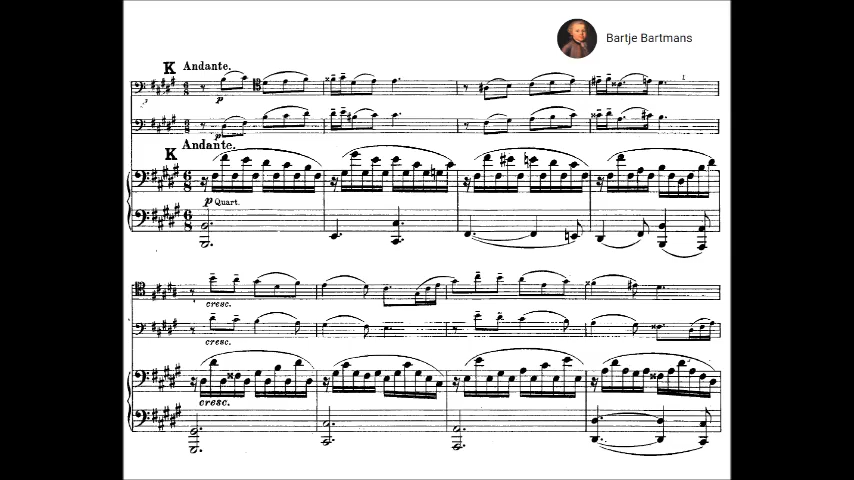 Bartje Bartmans
K Andante.
p
p
K Andante.
p Quart.
cresc.
cresc.
cresc.